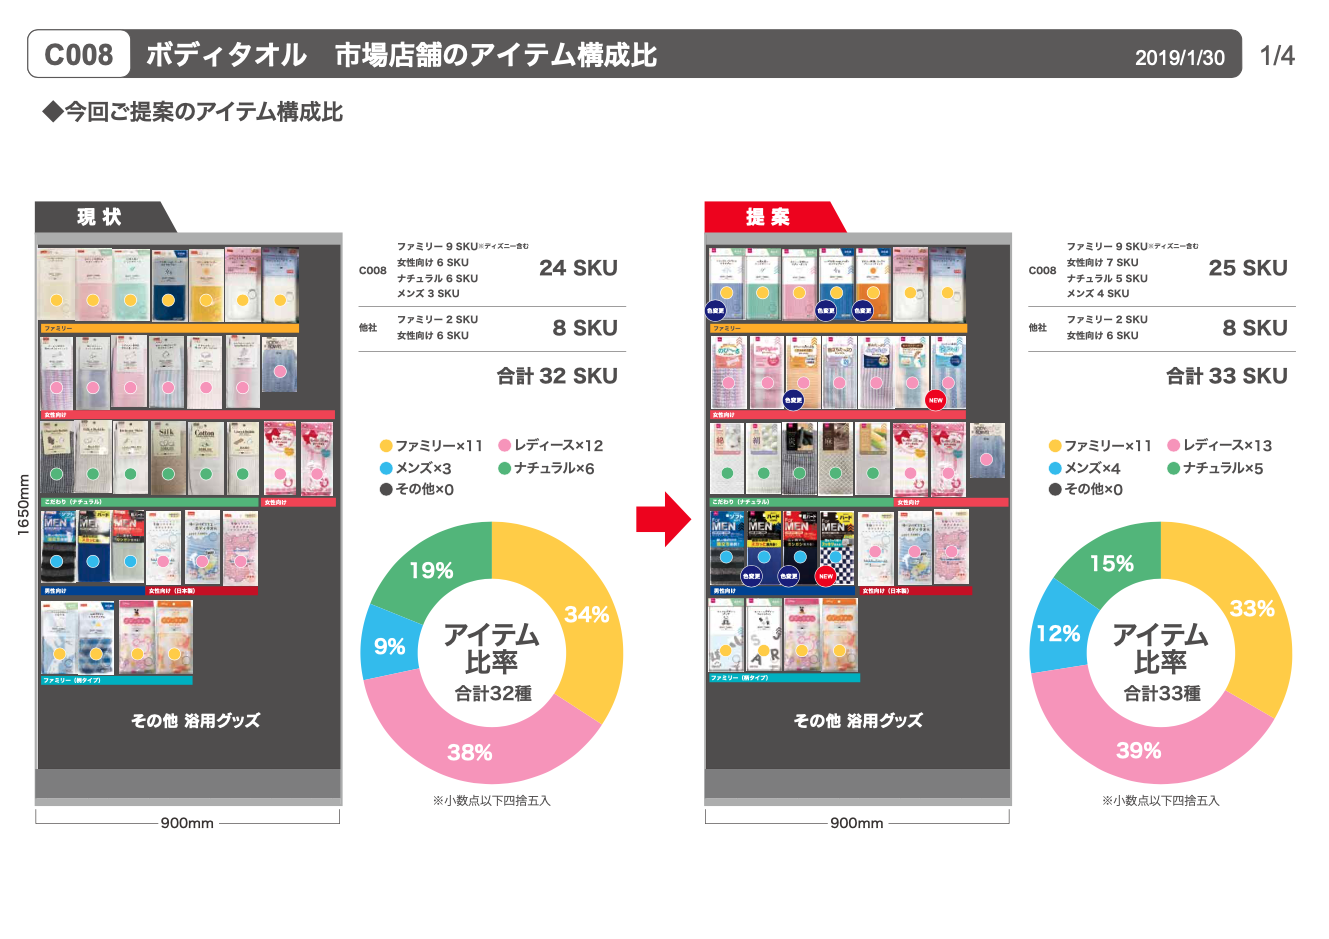 C008 ボディタオル 市場店舗のアイテム構成比 2019/1/30 1/4
◆今回ご提案のアイテム構成比
現状
ファミリー
女性向け
こだわり（ナチュラル）
女性向け
男性向け
女性向け（日本製）
ファミリー（柄タイプ）
その他 浴用グッズ
1650mm
900mm
C008
ファミリー 9 SKU※ディズニー含む
女性向け 6 SKU
ナチュラル 6 SKU
メンズ 3 SKU
24 SKU
他社
ファミリー 2 SKU
女性向け 6 SKU
8 SKU
合計 32 SKU
ファミリー×11
レディース×12
メンズ×3
ナチュラル×6
その他×0
19%
34%
9%
38%
アイテム
比率
合計32種
※小数点以下四捨五入
提案
色変更
色変更
色変更
ファミリー
色変更
NEW
女性向け
こだわり（ナチュラル）
女性向け
色変更
色変更
NEW
男性向け
女性向け（日本製）
ファミリー（柄タイプ）
その他 浴用グッズ
900mm
C008
ファミリー 9 SKU※ディズニー含む
女性向け 7 SKU
ナチュラル 5 SKU
メンズ 4 SKU
25 SKU
他社
ファミリー 2 SKU
女性向け 6 SKU
8 SKU
合計 33 SKU
ファミリー×11
レディース×13
メンズ×4
ナチュラル×5
その他×0
15%
33%
12%
39%
アイテム
比率
合計33種
※小数点以下四捨五入